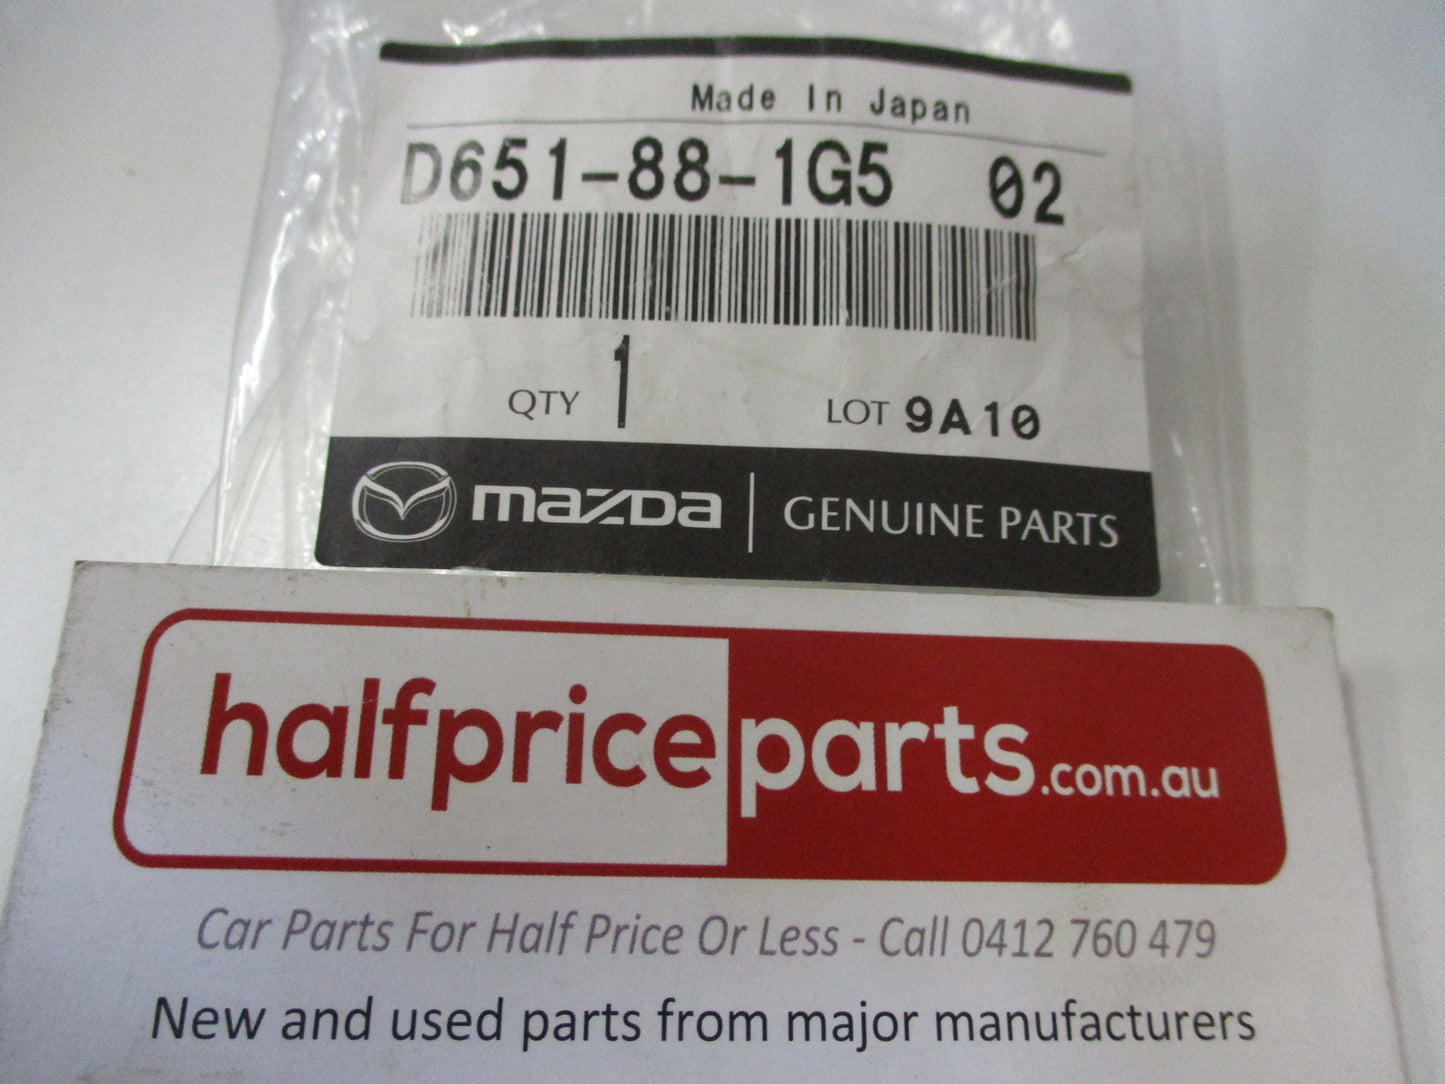 Made In Japan
D651-88-1G5 02
QTY 1 LOT 9A10
mazda GENUINE PARTS
halfpriceparts.com.au
Car Parts For Half Price Or Less - Call 0412 760 479
New and used parts from major manufacturers